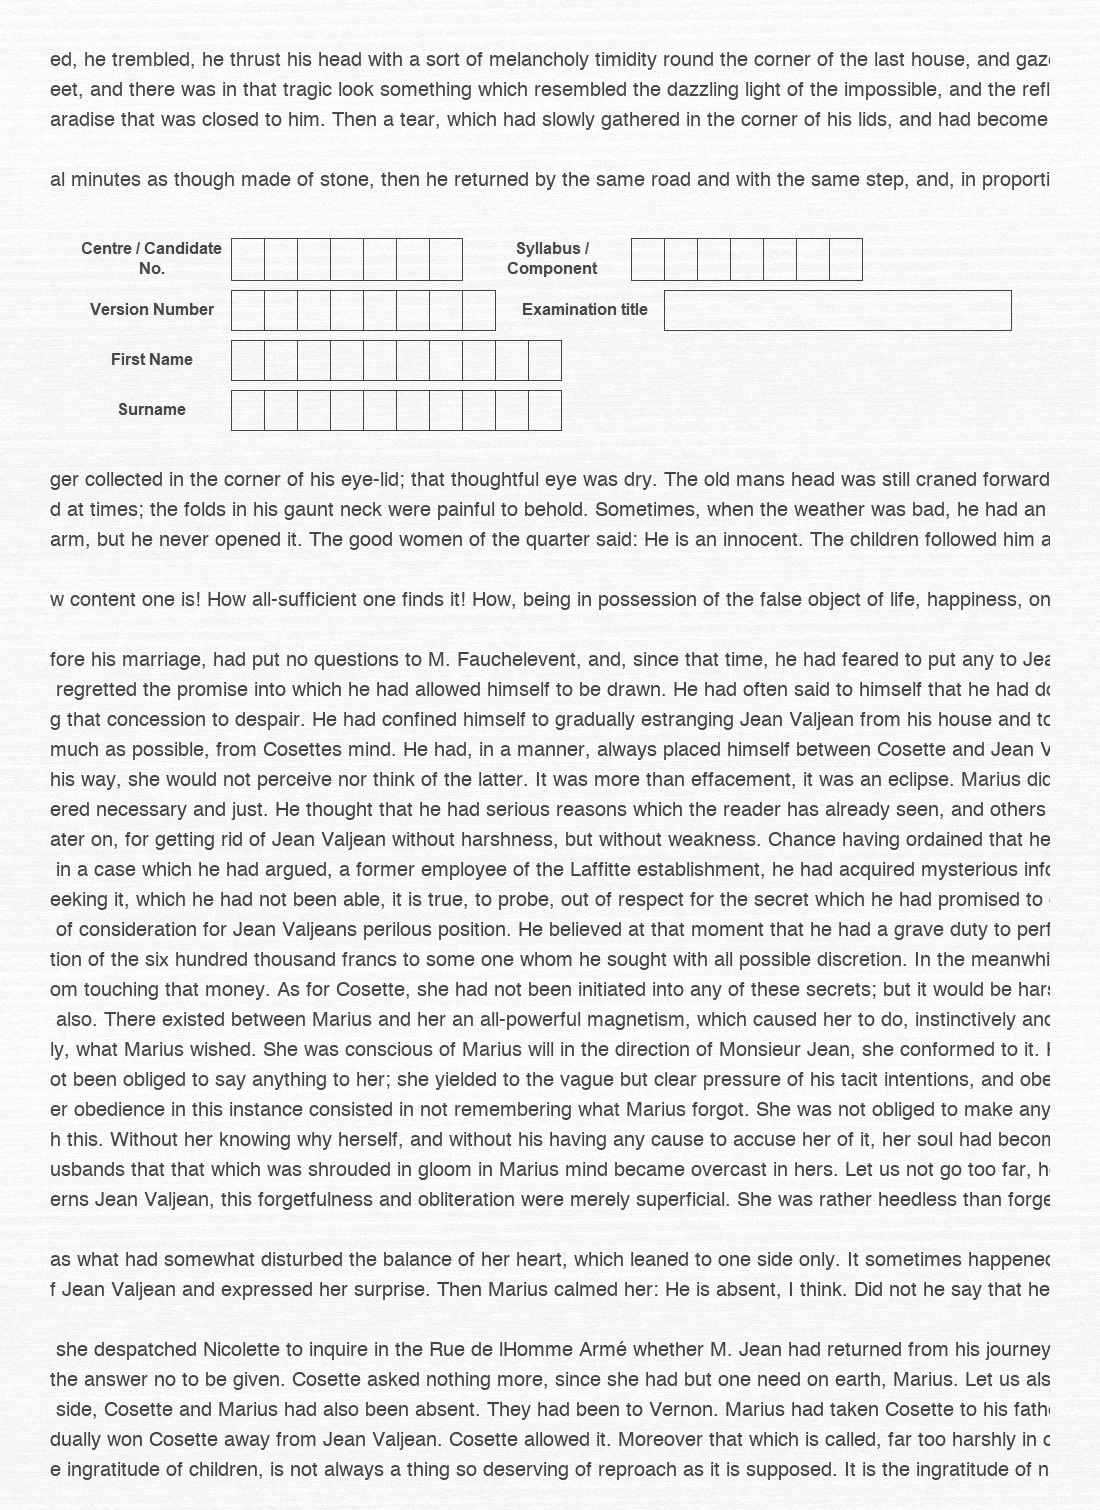 ed, he trembled, he thrust his head with a sort of melancholy timidity round the corner of the last house, and
eet, and there was in that tragic look something which resembled the dazzling light of the impossible, and the
aradise that was closed to him. Then a tear, which had slowly gathered in the corner of his lids, and had become
al minutes as though made of stone, then he returned by the same road and with the same step, and, in proporti
Centre / Candidate No.
Syllabus / Component
Version Number
Examination title
First Name
Surname
ger collected in the corner of his eye-lid; that thoughtful eye was dry. The old mans head was still craned forward
d at times; the folds in his gaunt neck were painful to behold. Sometimes, when the weather was bad, he had an
arm, but he never opened it. The good women of the quarter said: He is an innocent. The children followed him a
w content one is! How all-sufficient one finds it! How, being in possession of the false object of life, happiness, on
fore his marriage, had put no questions to M. Fauchelevent, and, since that time, he had feared to put any to
regretted the promise into which he had allowed himself to be drawn. He had often said to himself that he had
g that concession to despair. He had confined himself to gradually estranging Jean Valjean from his house and
much as possible, from Cosettes mind. He had, in a manner, always placed himself between Cosette and Jean V
his way, she would not perceive nor think of the latter. It was more than effacement, it was an eclipse. Marius
ered necessary and just. He thought that he had serious reasons which the reader has already seen, and others
ater on, for getting rid of Jean Valjean without harshness, but without weakness. Chance having ordained that he
in a case which he had argued, a former employee of the Laffitte establishment, he had acquired mysterious
eeking it, which he had not been able, it is true, to probe, out of respect for the secret which he had promised to
of consideration for Jean Valjeans perilous position. He believed at that moment that he had a grave duty to perf
tion of the six hundred thousand francs to some one whom he sought with all possible discretion. In the meanwhi
om touching that money. As for Cosette, she had not been initiated into any of these secrets; but it would be
also. There existed between Marius and her an all-powerful magnetism, which caused her to do, instinctively
ly, what Marius wished. She was conscious of Marius will in the direction of Monsieur Jean, she conformed to it.
ot been obliged to say anything to her; she yielded to the vague but clear pressure of his tacit intentions, and obe
er obedience in this instance consisted in not remembering what Marius forgot. She was not obliged to make any
h this. Without her knowing why herself, and without his having any cause to accuse her of it, her soul had
usbands that that which was shrouded in gloom in Marius mind became overcast in hers. Let us not go too far,
erns Jean Valjean, this forgetfulness and obliteration were merely superficial. She was rather heedless than forge
as what had somewhat disturbed the balance of her heart, which leaned to one side only. It sometimes
f Jean Valjean and expressed her surprise. Then Marius calmed her: He is absent, I think. Did not he say that he
she despatched Nicolette to inquire in the Rue de lHomme Armé whether M. Jean had returned from his journey
the answer no to be given. Cosette asked nothing more, since she had but one need on earth, Marius. Let us als
side, Cosette and Marius had also been absent. They had been to Vernon. Marius had taken Cosette to his
dually won Cosette away from Jean Valjean. Cosette allowed it. Moreover that which is called, far too harshly in
e ingratitude of children, is not always a thing so deserving of reproach as it is supposed. It is the ingratitude of n